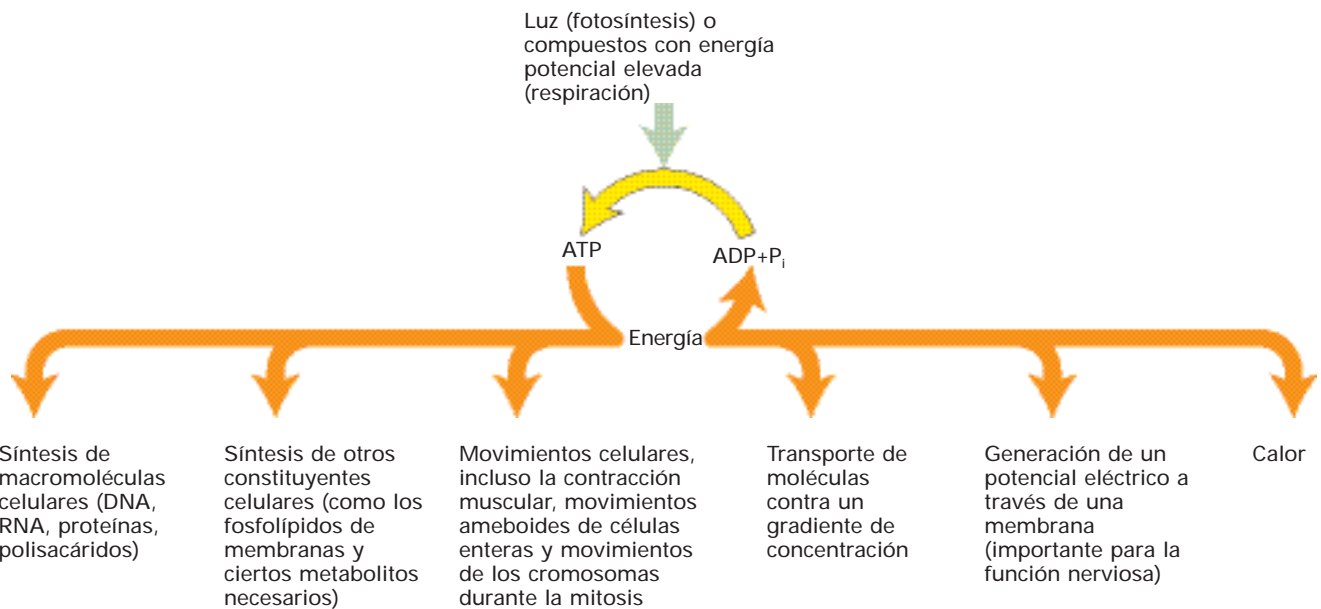 Luz (fotosíntesis) o
compuestos con energía
potencial elevada
(respiración)
ATP
ADP+Pi
Energía
Síntesis de
macromoléculas
celulares (DNA,
RNA, proteínas,
polisacáridos)
Síntesis de otros
constituyentes
celulares (como los
fosfolípidos de
membranas y
ciertos metabolitos
necesarios)
Movimientos celulares,
incluso la contracción
muscular, movimientos
ameboides de células
enteras y movimientos
de los cromosomas
durante la mitosis
Transporte de
moléculas
contra un
gradiente de
concentración
Generación de un
potencial eléctrico a
través de una
membrana
(importante para la
función nerviosa)
Calor